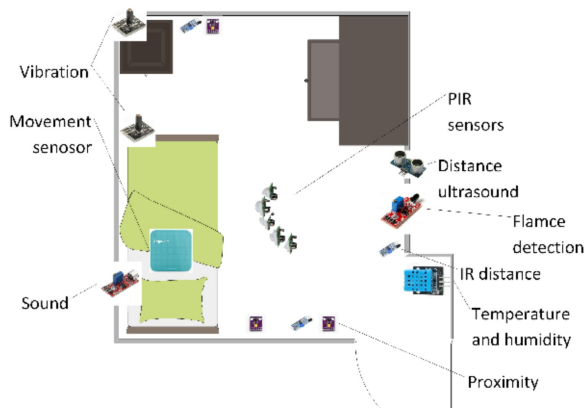 Vibration
Movement
senosor
Sound
PIR
sensors
Distance
ultrasound
Flamce
detection
IR distance
Temperature
and humidity
Proximity